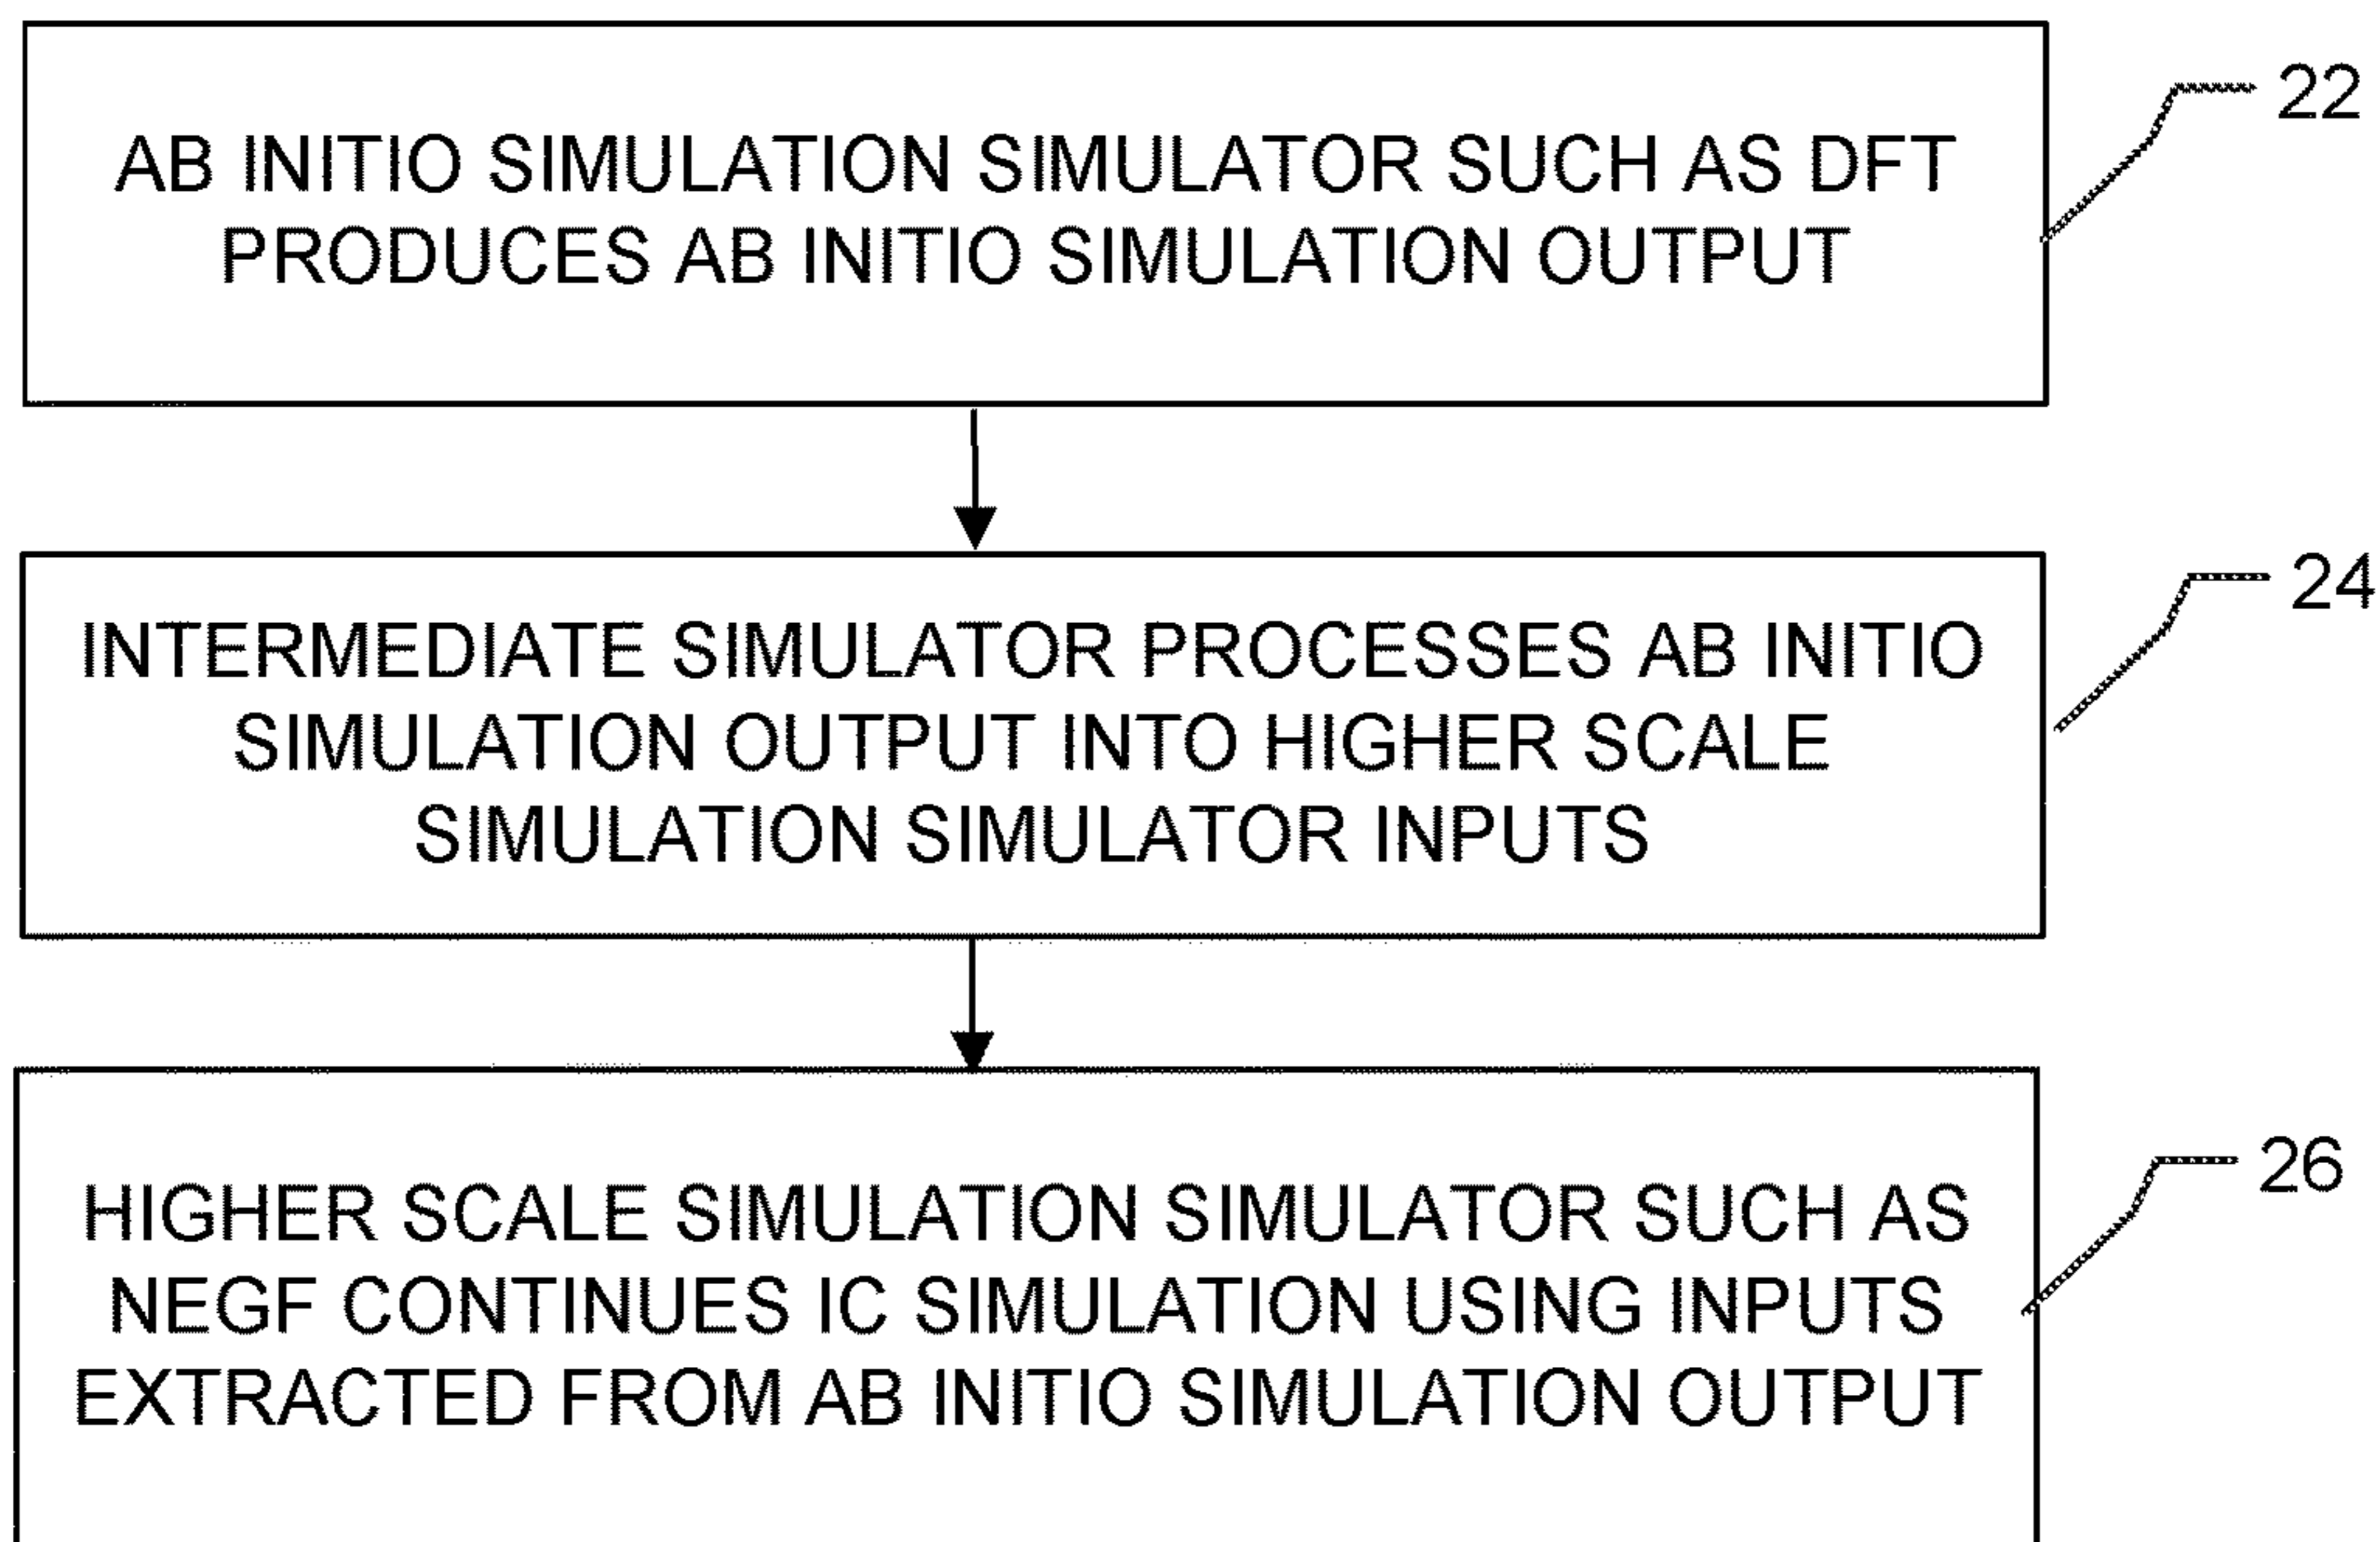 22
AB INITIO SIMULATION SIMULATOR SUCH AS DFT
PRODUCES AB INITIO SIMULATION OUTPUT
24
INTERMEDIATE SIMULATOR PROCESSES AB INITIO
SIMULATION OUTPUT INTO HIGHER SCALE
SIMULATION SIMULATOR INPUTS
26
HIGHER SCALE SIMULATION SIMULATOR SUCH AS
NEGF CONTINUES IC SIMULATION USING INPUTS
EXTRACTED FROM AB INITIO SIMULATION OUTPUT